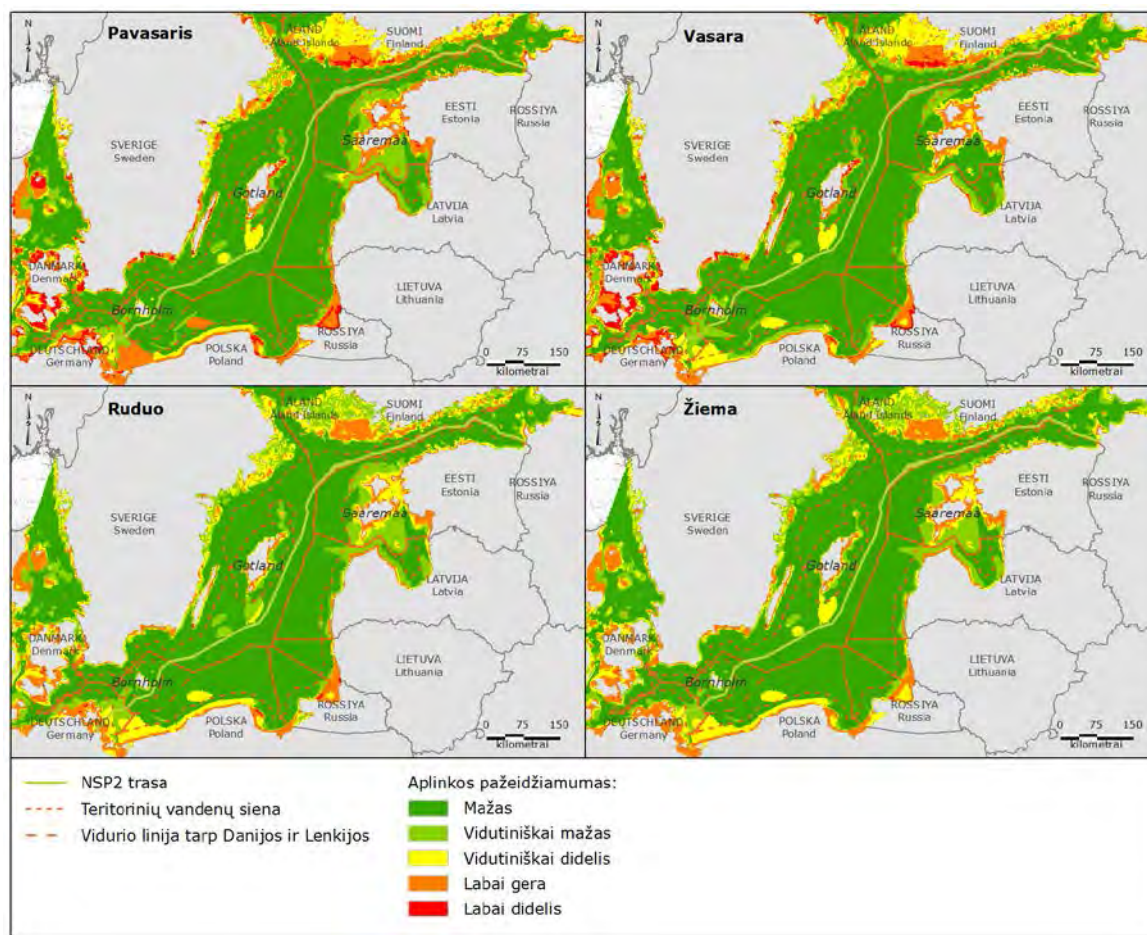 N
Pavasaris
ÅLAND
Aland Islands
SUOMI
Finland
EESTI
Estonia
ROSSIYA
Russia
SVERIGE
Sweden
Saaremaa
Gotland
LATVIJA
Latvia
DANMARK
Denmark
LIETUVA
Lithuania
Bornholm
ROSSIYA
Russia
DEUTSCHLAND
Germany
POLSKA
Poland
0 75 150
kilometrai
N
Vasara
ÅLAND
Aland Islands
SUOMI
Finland
EESTI
Estonia
ROSSIYA
Russia
SVERIGE
Sweden
Saaremaa
Gotland
LATVIJA
Latvia
DANMARK
Denmark
LIETUVA
Lithuania
Bornholm
ROSSIYA
Russia
DEUTSCHLAND
Germany
POLSKA
Poland
0 75 150
kilometrai
N
Ruduo
ÅLAND
Aland Islands
SUOMI
Finland
EESTI
Estonia
ROSSIYA
Russia
SVERIGE
Sweden
Saaremaa
Gotland
LATVIJA
Latvia
DANMARK
Denmark
LIETUVA
Lithuania
Bornholm
ROSSIYA
Russia
DEUTSCHLAND
Germany
POLSKA
Poland
0 75 150
kilometrai
N
Žiema
ÅLAND
Aland Islands
SUOMI
Finland
EESTI
Estonia
ROSSIYA
Russia
SVERIGE
Sweden
Saaremaa
Gotland
LATVIJA
Latvia
DANMARK
Denmark
LIETUVA
Lithuania
Bornholm
ROSSIYA
Russia
DEUTSCHLAND
Germany
POLSKA
Poland
0 75 150
kilometrai
NSP2 trasa
Teritorinių vandenų siena
Vidurio linija tarp Danijos ir Lenkijos
Aplinkos pažeidžiamumas:
Mažas
Vidutiniškai mažas
Vidutiniškai didelis
Labai gera
Labai didelis